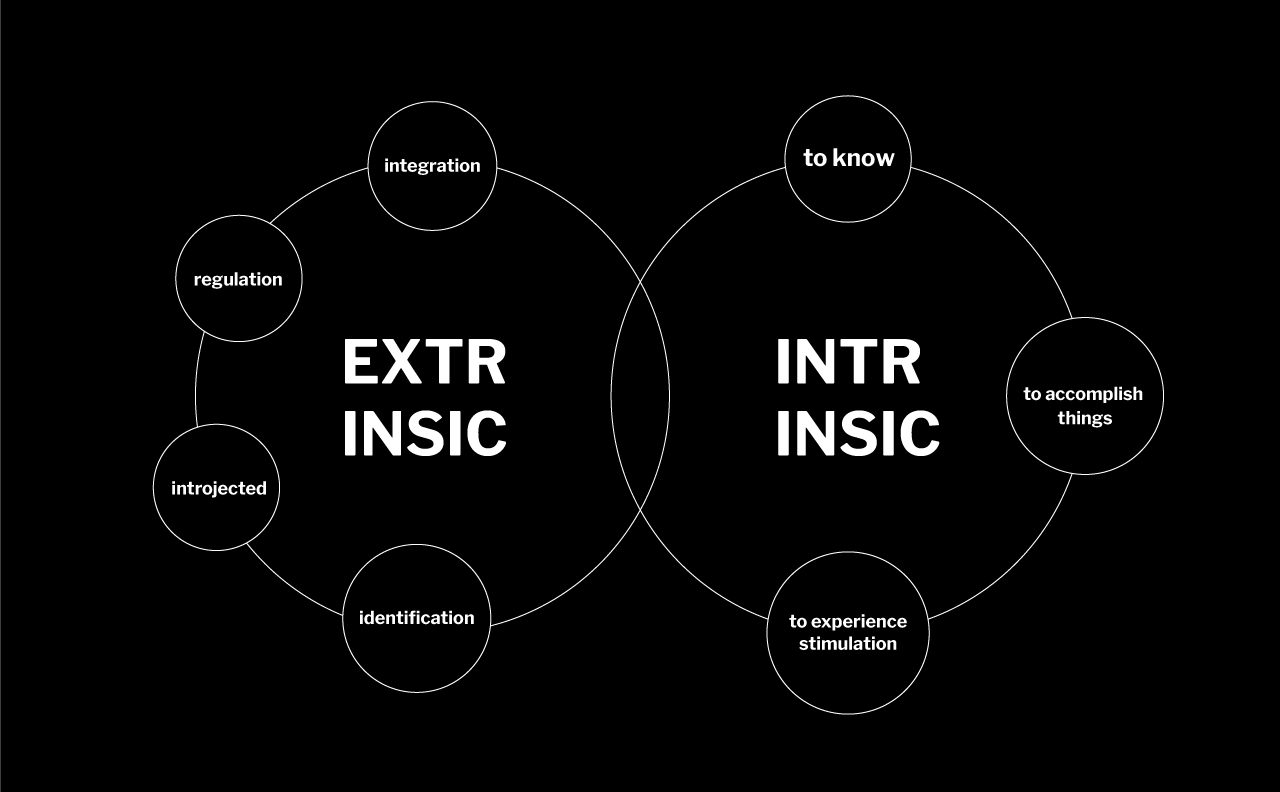 integration
to know
regulation
EXTR
INSIC
INTR
INSIC
to accomplish
things
introjected
identification
to experience
stimulation